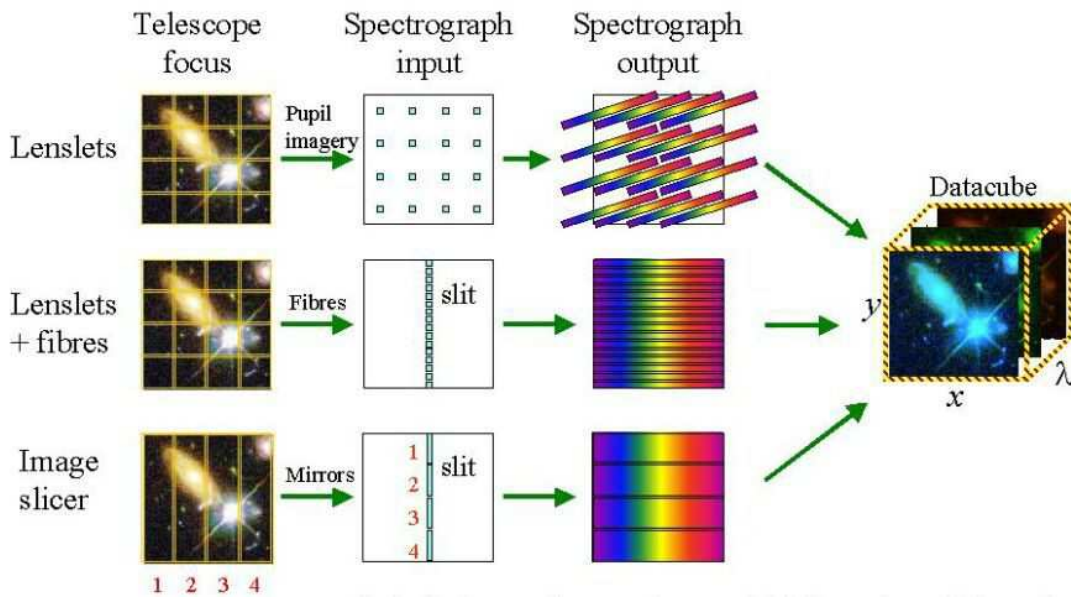 Telescope
focus
Spectrograph
input
Spectrograph
output
Lenslets
Pupil
imagery
Datacube
Lenslets
+ fibres
Fibres
slit
y
x
λ
Image
slicer
Mirrors
1
2
3
4
slit
1 2 3 4